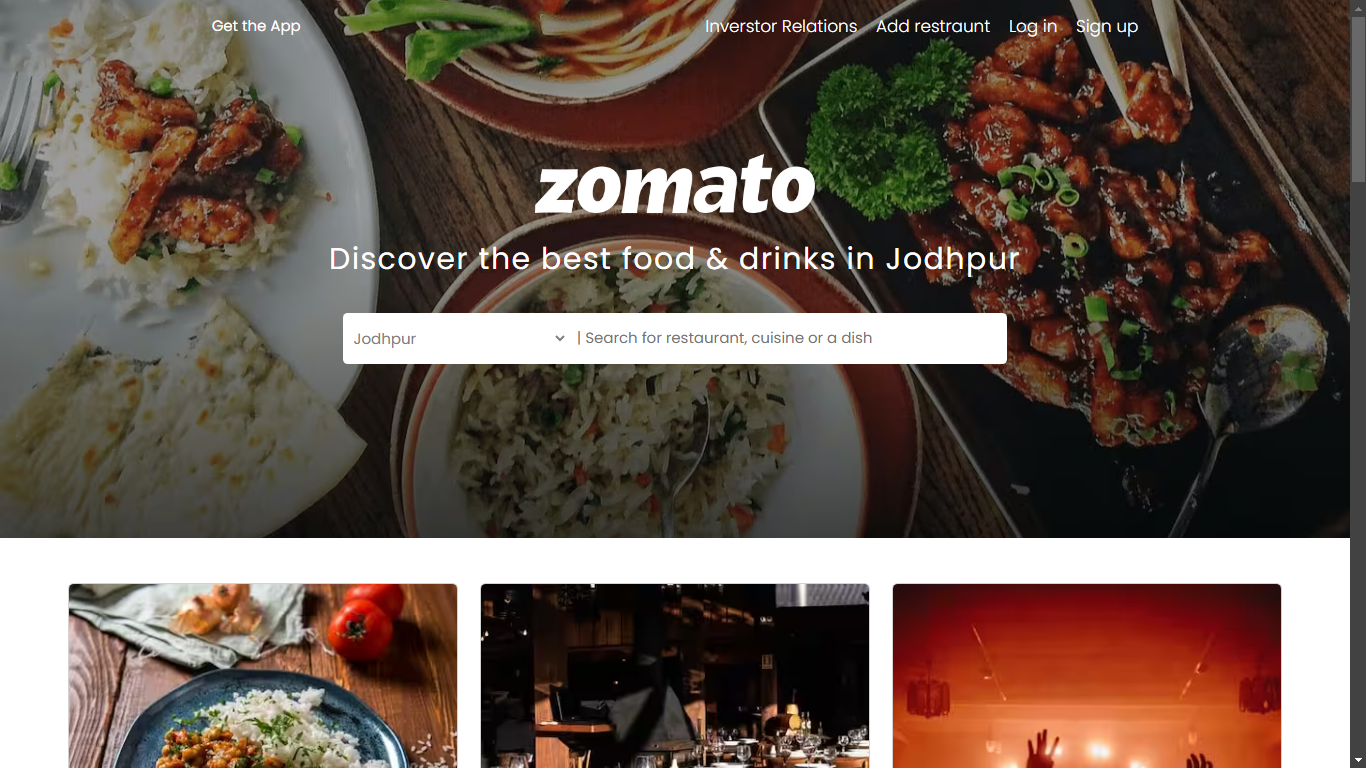 Get the App
Inverstor Relations
Add restraunt
Log in
Sign up
zomato
Discover the best food & drinks in Jodhpur
Jodhpur
| Search for restaurant, cuisine or a dish